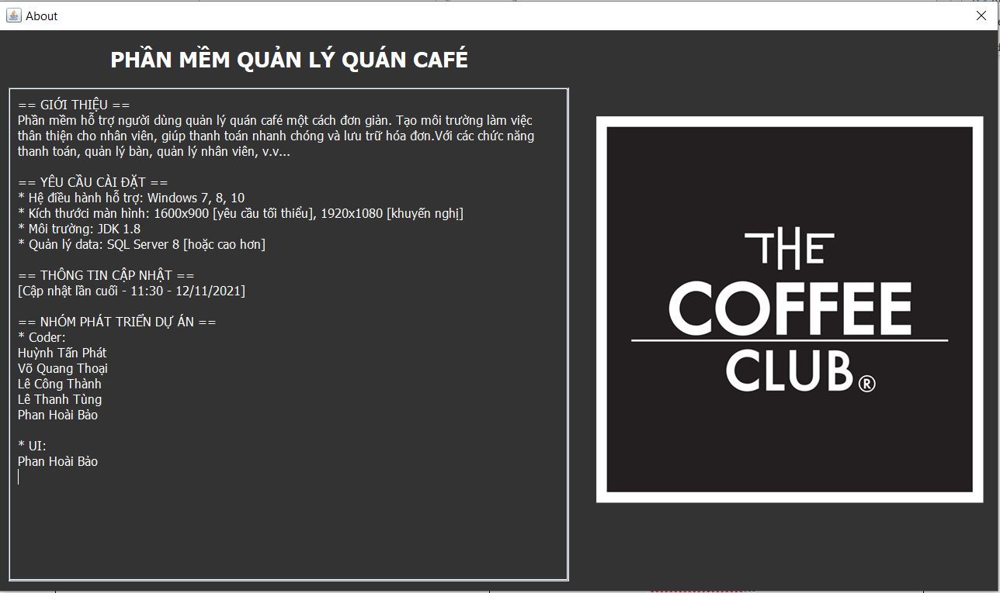 About
PHẦN MỀM QUẢN LÝ QUÁN CAFÉ
== GIỚI THIỆU ==
Phần mềm hỗ trợ người dùng quản lý quán café một cách đơn giản. Tạo môi trường làm việc
thân thiện cho nhân viên, giúp thanh toán nhanh chóng và lưu trữ hóa đơn.Với các chức năng
thanh toán, quản lý bàn, quản lý nhân viên, v.v...
== YÊU CẦU CÀI ĐẶT ==
* Hệ điều hành hỗ trợ: Windows 7, 8, 10
* Kích thướci màn hình: 1600x900 [yêu cầu tối thiểu], 1920x1080 [khuyến nghị]
* Môi trường: JDK 1.8
* Quản lý data: SQL Server 8 [hoặc cao hơn]
== THÔNG TIN CẬP NHẬT ==
[Cập nhật lần cuối - 11:30 - 12/11/2021]
== NHÓM PHÁT TRIỂN DỰ ÁN ==
* Coder:
Huỳnh Tấn Phát
Võ Quang Thoại
Lê Công Thành
Lê Thanh Tùng
Phan Hoài Bảo
* UI:
Phan Hoài Bảo
THE
COFFEE
CLUB®